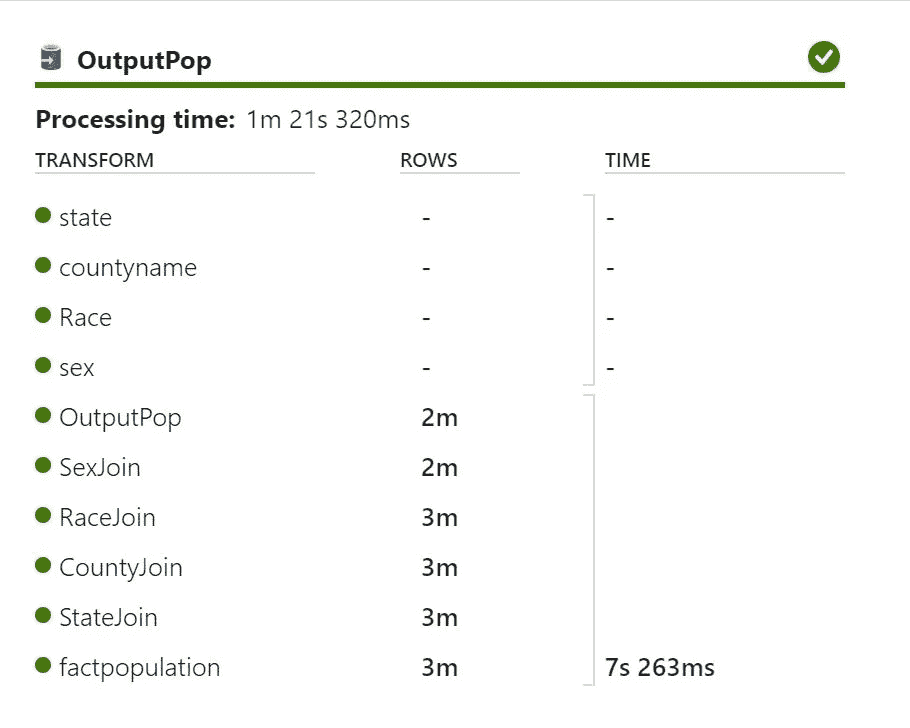 OutputPop
Processing time: 1m 21s 320ms
TRANSFORM ROWS TIME
state - -
countyname - -
Race - -
sex - -
OutputPop 2m
SexJoin 2m
RaceJoin 3m
CountyJoin 3m
StateJoin 3m
factpopulation 3m 7s 263ms